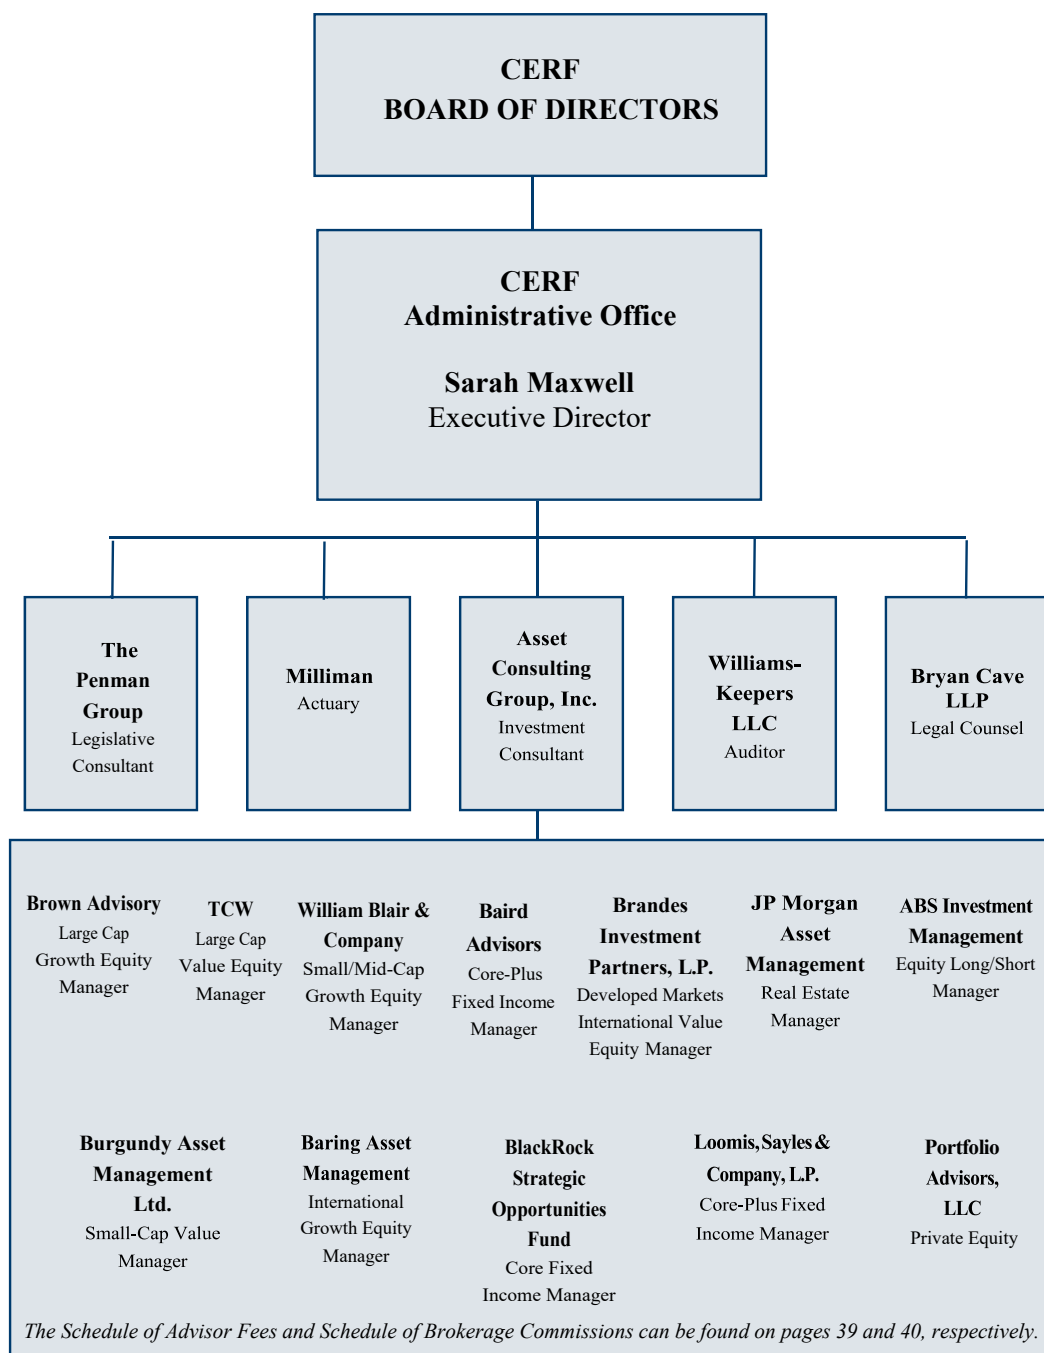 CERF
BOARD OF DIRECTORS
CERF
Administrative Office
Sarah Maxwell
Executive Director
The
Penman
Group
Legislative
Consultant
Milliman
Actuary
Asset
Consulting
Group, Inc.
Investment
Consultant
Williams-
Keepers
LLC
Auditor
Bryan Cave
LLP
Legal Counsel
Brown Advisory
Large Cap
Growth Equity
Manager
TCW
Large Cap
Value Equity
Manager
William Blair &
Company
Small/Mid-Cap
Growth Equity
Manager
Baird
Advisors
Core-Plus
Fixed Income
Manager
Brandes
Investment
Partners, L.P.
Developed Markets
International Value
Equity Manager
JP Morgan
Asset
Management
Real Estate
Manager
ABS Investment
Management
Equity Long/Short
Manager
Burgundy Asset
Management
Ltd.
Small-Cap Value
Manager
Baring Asset
Management
International
Growth Equity
Manager
BlackRock
Strategic
Opportunities
Fund
Core Fixed
Income Manager
Loomis, Sayles &
Company, L.P.
Core-Plus Fixed
Income Manager
Portfolio
Advisors,
LLC
Private Equity
The Schedule of Advisor Fees and Schedule of Brokerage Commissions can be found on pages 39 and 40, respectively.